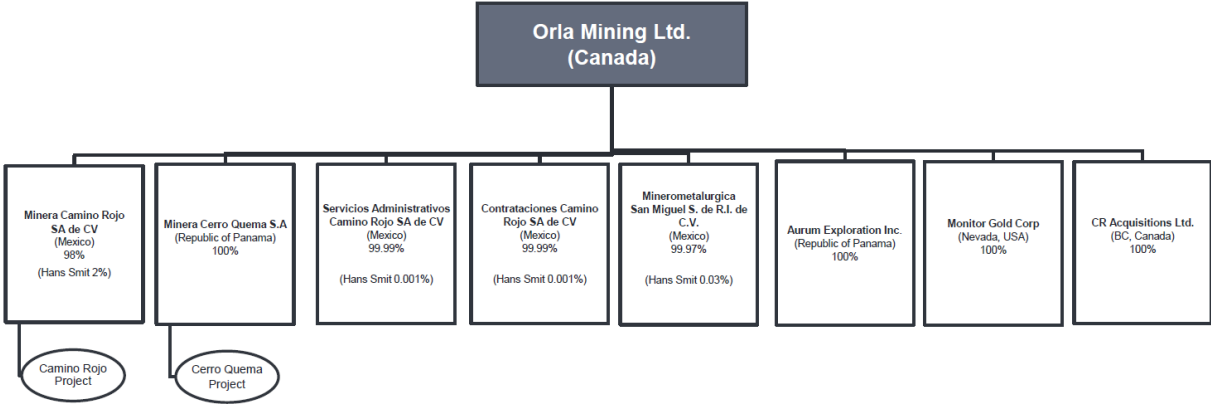 Orla Mining Ltd.
(Canada)
Minera Camino Rojo
SA de CV
(Mexico)
98%
(Hans Smit 2%)
Minera Cerro Quema S.A
(Republic of Panama)
100%
Servicios Administrativos
Camino Rojo SA de CV
(Mexico)
99.99%
(Hans Smit 0.001%)
Contrataciones Camino
Rojo SA de CV
(Mexico)
99.99%
(Hans Smit 0.001%)
Minerometalurgica
San Miguel S. de R.I. de
C.V.
(Mexico)
99.97%
(Hans Smit 0.03%)
Aurum Exploration Inc.
(Republic of Panama)
100%
Monitor Gold Corp
(Nevada, USA)
100%
CR Acquisitions Ltd.
(BC, Canada)
100%
Camino Rojo
Project
Cerro Quema
Project